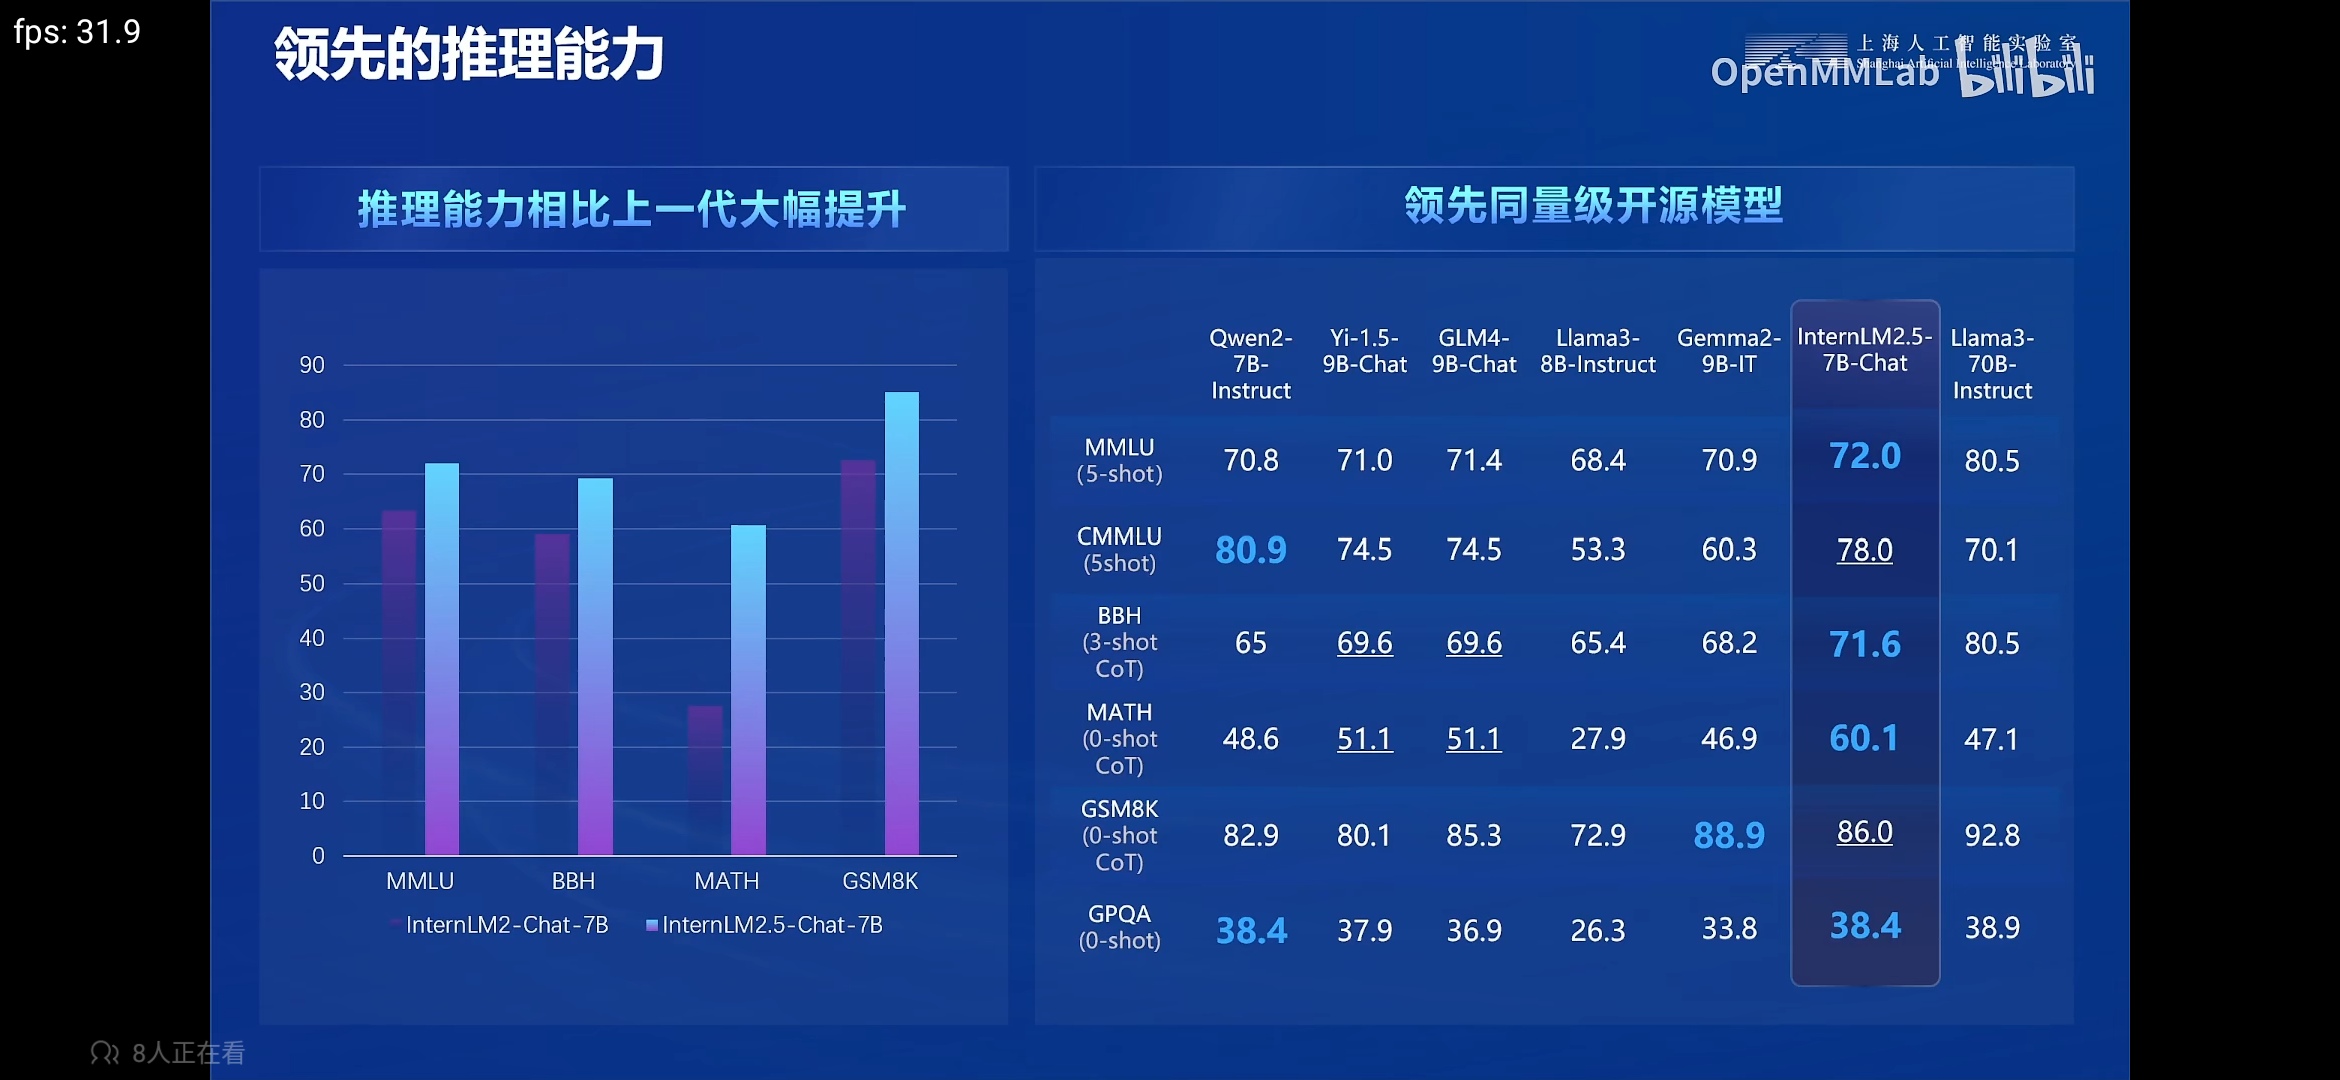 fps: 31.9
领先的推理能力
上海人工智能实验室
Shanghai Artificial Intelligence Laboratory
OpenMMLab bilibili
推理能力相比上一代大幅提升
90
80
70
60
50
40
30
20
10
0
MMLU BBH MATH GSM8K
InternLM2-Chat-7B InternLM2.5-Chat-7B
领先同量级开源模型
Qwen2- Yi-1.5- GLM4- Llama3- Gemma2- InternLM2.5- Llama3-
7B- 9B-Chat 9B-Chat 8B-Instruct 9B-IT 7B-Chat 70B-
Instruct Instruct
MMLU
(5-shot) 70.8 71.0 71.4 68.4 70.9 72.0 80.5
CMMLU
(5shot) 80.9 74.5 74.5 53.3 60.3 78.0 70.1
BBH
(3-shot 65 69.6 69.6 65.4 68.2 71.6 80.5
CoT)
MATH
(0-shot 48.6 51.1 51.1 27.9 46.9 60.1 47.1
CoT)
GSM8K
(0-shot 82.9 80.1 85.3 72.9 88.9 86.0 92.8
CoT)
GPQA
(0-shot) 38.4 37.9 36.9 26.3 33.8 38.4 38.9
8人正在看